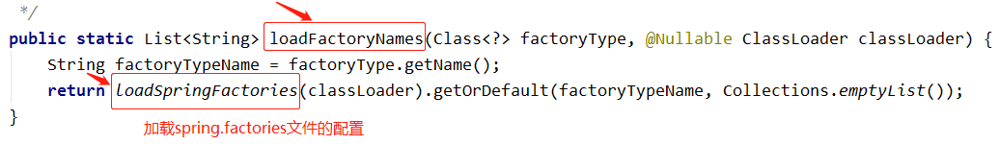 */
public static List<String> loadFactoryNames(Class<?> factoryType, @Nullable ClassLoader classLoader) {
String factoryTypeName = factoryType.getName();
return LoadSpringFactories(classLoader).getOrDefault(factoryTypeName, Collections.emptyList());
}
加载spring.factories文件的配置